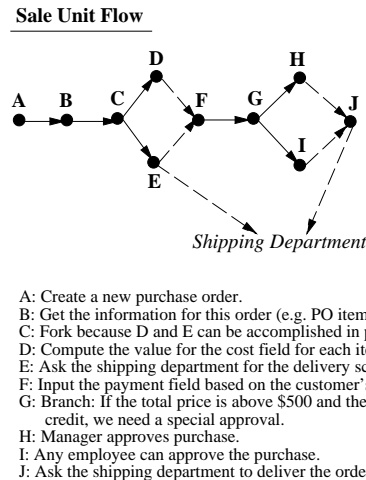 Sale Unit Flow
D
H
A B C F G J
E
I
Shipping Department
A: Create a new purchase order.
B: Get the information for this order (e.g. PO item
C: Fork because D and E can be accomplished in
D: Compute the value for the cost field for each
E: Ask the shipping department for the delivery
F: Input the payment field based on the customer's
G: Branch: If the total price is above $500 and the
credit, we need a special approval.
H: Manager approves purchase.
I: Any employee can approve the purchase.
J: Ask the shipping department to deliver the